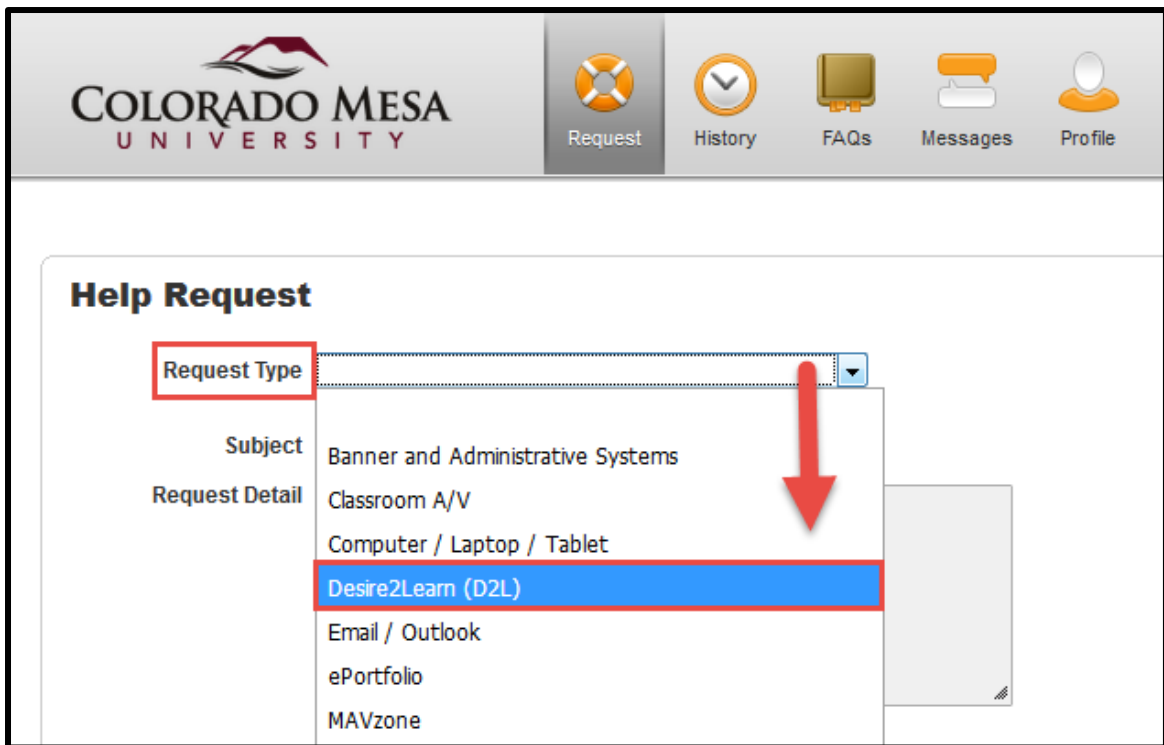 COLORADO MESA
UNIVERSITY
Request
History
FAQs
Messages
Profile
Help Request
Request Type
Subject
Request Detail
Banner and Administrative Systems
Classroom A/V
Computer / Laptop / Tablet
Desire2Learn (D2L)
Email / Outlook
ePortfolio
MAVzone